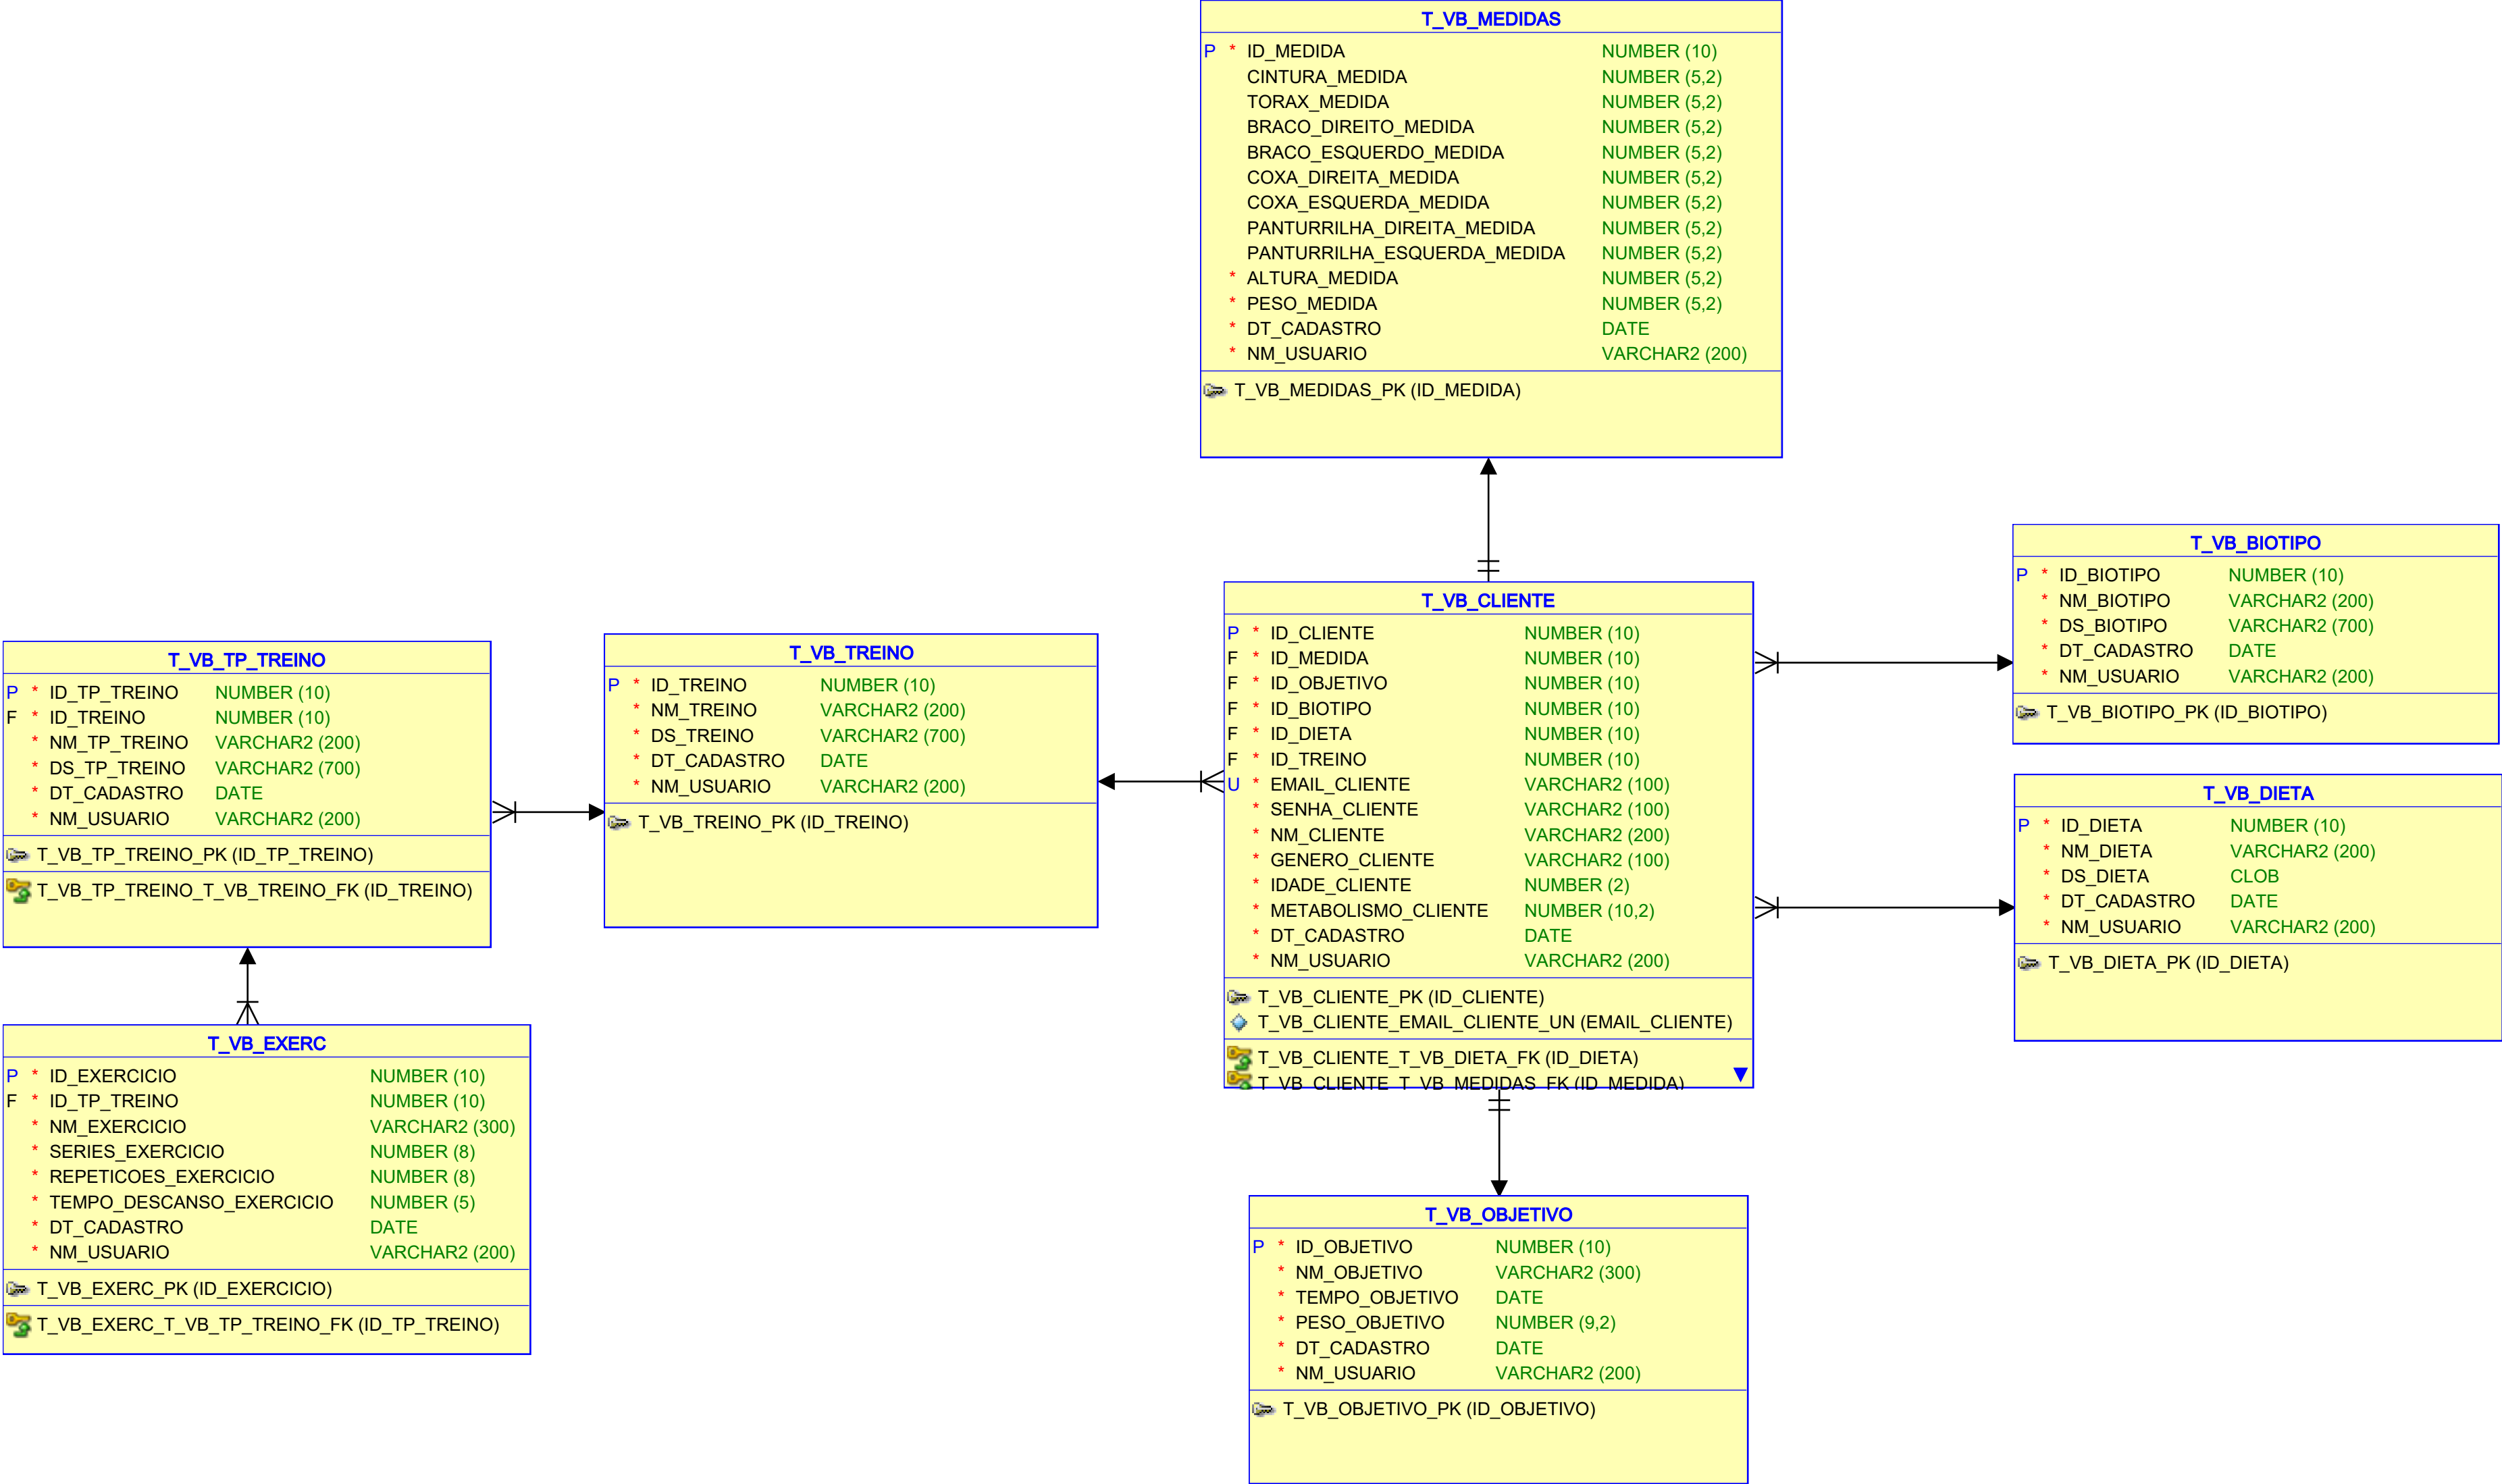 T_VB_MEDIDAS
P * ID_MEDIDA NUMBER (10)
CINTURA_MEDIDA NUMBER (5,2)
TORAX_MEDIDA NUMBER (5,2)
BRACO_DIREITO_MEDIDA NUMBER (5,2)
BRACO_ESQUERDO_MEDIDA NUMBER (5,2)
COXA_DIREITA_MEDIDA NUMBER (5,2)
COXA_ESQUERDA_MEDIDA NUMBER (5,2)
PANTURRILHA_DIREITA_MEDIDA NUMBER (5,2)
PANTURRILHA_ESQUERDA_MEDIDA NUMBER (5,2)
* ALTURA_MEDIDA NUMBER (5,2)
* PESO_MEDIDA NUMBER (5,2)
* DT_CADASTRO DATE
* NM_USUARIO VARCHAR2 (200)
T_VB_MEDIDAS_PK (ID_MEDIDA)
T_VB_TP_TREINO
P * ID_TP_TREINO NUMBER (10)
F * ID_TREINO NUMBER (10)
* NM_TP_TREINO VARCHAR2 (200)
* DS_TP_TREINO VARCHAR2 (700)
* DT_CADASTRO DATE
* NM_USUARIO VARCHAR2 (200)
T_VB_TP_TREINO_PK (ID_TP_TREINO)
T_VB_TP_TREINO_T_VB_TREINO_FK (ID_TREINO)
T_VB_TREINO
P * ID_TREINO NUMBER (10)
* NM_TREINO VARCHAR2 (200)
* DS_TREINO VARCHAR2 (700)
* DT_CADASTRO DATE
* NM_USUARIO VARCHAR2 (200)
T_VB_TREINO_PK (ID_TREINO)
T_VB_CLIENTE
P * ID_CLIENTE NUMBER (10)
F * ID_MEDIDA NUMBER (10)
F * ID_OBJETIVO NUMBER (10)
F * ID_BIOTIPO NUMBER (10)
F * ID_DIETA NUMBER (10)
F * ID_TREINO NUMBER (10)
U * EMAIL_CLIENTE VARCHAR2 (100)
* SENHA_CLIENTE VARCHAR2 (100)
* NM_CLIENTE VARCHAR2 (200)
* GENERO_CLIENTE VARCHAR2 (100)
* IDADE_CLIENTE NUMBER (2)
* METABOLISMO_CLIENTE NUMBER (10,2)
* DT_CADASTRO DATE
* NM_USUARIO VARCHAR2 (200)
T_VB_CLIENTE_PK (ID_CLIENTE)
T_VB_CLIENTE_EMAIL_CLIENTE_UN (EMAIL_CLIENTE)
T_VB_CLIENTE_T_VB_DIETA_FK (ID_DIETA)
T_VB_CLIENTE_T_VB_MEDIDAS_FK (ID_MEDIDA)
T_VB_BIOTIPO
P * ID_BIOTIPO NUMBER (10)
* NM_BIOTIPO VARCHAR2 (200)
* DS_BIOTIPO VARCHAR2 (700)
* DT_CADASTRO DATE
* NM_USUARIO VARCHAR2 (200)
T_VB_BIOTIPO_PK (ID_BIOTIPO)
T_VB_DIETA
P * ID_DIETA NUMBER (10)
* NM_DIETA VARCHAR2 (200)
* DS_DIETA CLOB
* DT_CADASTRO DATE
* NM_USUARIO VARCHAR2 (200)
T_VB_DIETA_PK (ID_DIETA)
T_VB_EXERC
P * ID_EXERCICIO NUMBER (10)
F * ID_TP_TREINO NUMBER (10)
* NM_EXERCICIO VARCHAR2 (300)
* SERIES_EXERCICIO NUMBER (8)
* REPETICOES_EXERCICIO NUMBER (8)
* TEMPO_DESCANSO_EXERCICIO NUMBER (5)
* DT_CADASTRO DATE
* NM_USUARIO VARCHAR2 (200)
T_VB_EXERC_PK (ID_EXERCICIO)
T_VB_EXERC_T_VB_TP_TREINO_FK (ID_TP_TREINO)
T_VB_OBJETIVO
P * ID_OBJETIVO NUMBER (10)
* NM_OBJETIVO VARCHAR2 (300)
* TEMPO_OBJETIVO DATE
* PESO_OBJETIVO NUMBER (9,2)
* DT_CADASTRO DATE
* NM_USUARIO VARCHAR2 (200)
T_VB_OBJETIVO_PK (ID_OBJETIVO)